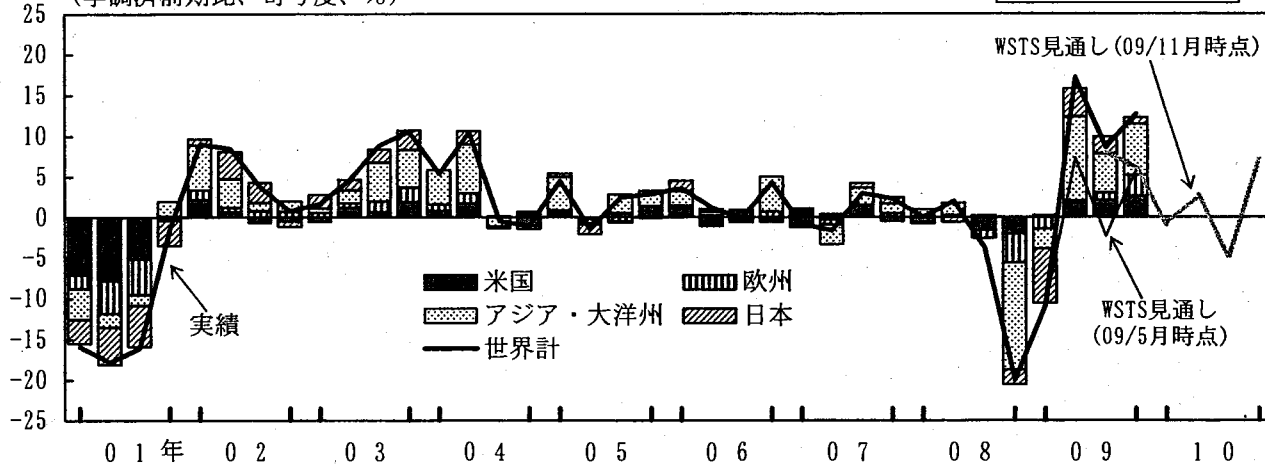 (季調済前期比、寄与度、%)
25
20
15
10
5
0
-5
-10
-15
-20
-25
WSTS見通し(09/11月時点)
実績
米国
欧州
アジア・大洋州
日本
世界計
WSTS見通し
(09/5月時点)
01年 02 03 04 05 06 07 08 09 10